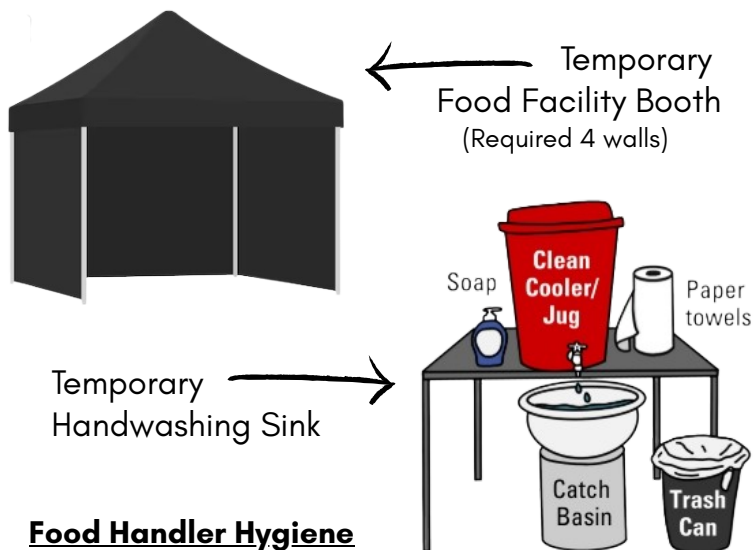 Temporary
Food Facility Booth
(Required 4 walls)
Clean
Cooler/
Jug
Soap
Paper
towels
Temporary
Handwashing Sink
Catch
Basin
Trash
Can
Food Handler Hygiene